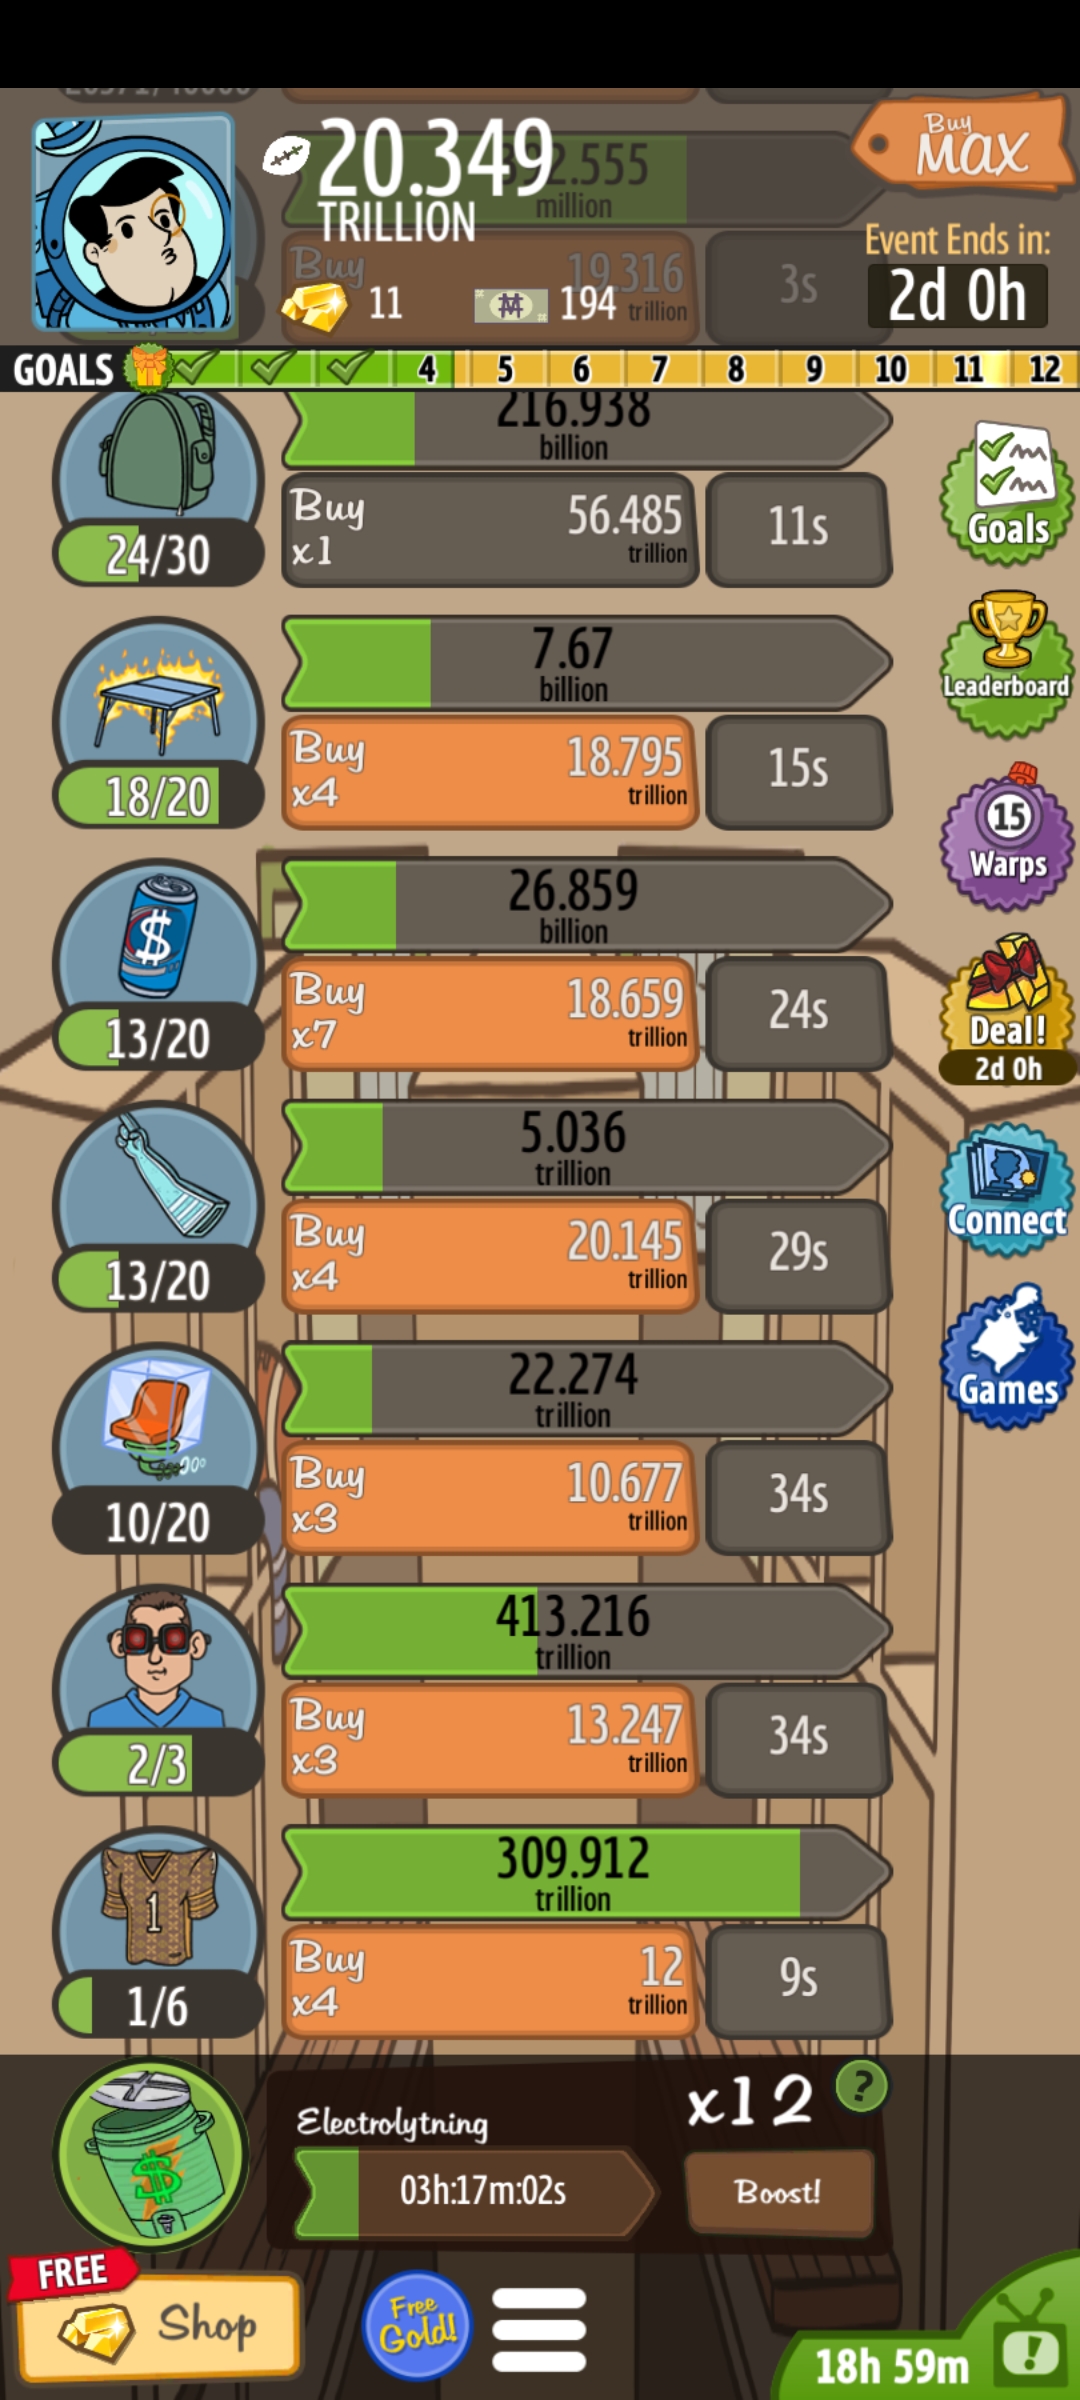 20.349
TRILLION
392.555
million
Buy
MAX
Event Ends in:
2d 0h
Buy
19.316
trillion
3s
11
194
GOALS
4 5 6 7 8 9 10 11 12
216.938
billion
Buy
x1
56.485
trillion
11s
24/30
Goals
7.67
billion
Buy
x4
18.795
trillion
15s
18/20
Leaderboard
15
Warps
26.859
billion
Buy
x7
18.659
trillion
24s
$
13/20
Deal!
2d 0h
5.036
trillion
Buy
x4
20.145
trillion
29s
13/20
Connect
22.274
trillion
Buy
x3
10.677
trillion
34s
10/20
Games
413.216
trillion
Buy
x3
13.247
trillion
34s
2/3
309.912
trillion
1
Buy
x4
12
trillion
9s
1/6
x12
?
Electrolytning
03h:17m:02s
Boost!
$
FREE
Shop
Free
Gold!
18h 59m
!